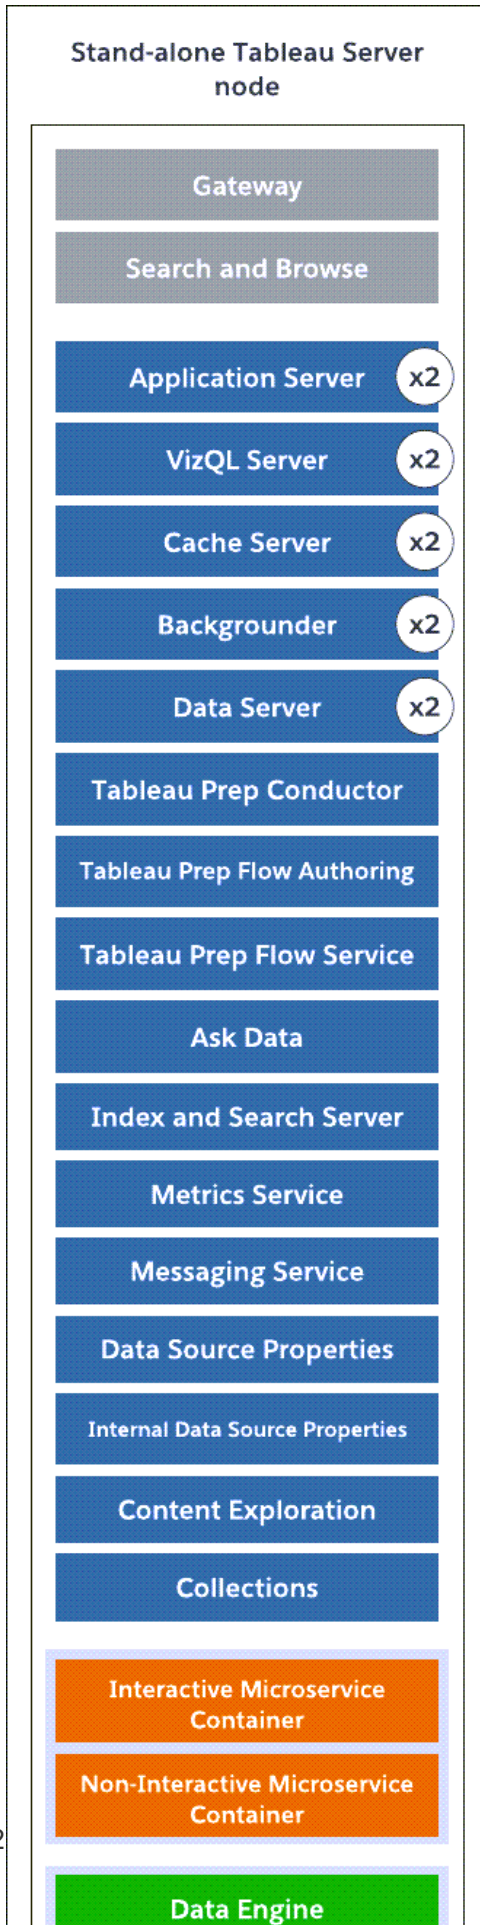 Stand-alone Tableau Server
node
Gateway
Search and Browse
Application Server x2
VizQL Server x2
Cache Server x2
Backgrounder x2
Data Server x2
Tableau Prep Conductor
Tableau Prep Flow Authoring
Tableau Prep Flow Service
Ask Data
Index and Search Server
Metrics Service
Messaging Service
Data Source Properties
Internal Data Source Properties
Content Exploration
Collections
Interactive Microservice
Container
Non-Interactive Microservice
Container
Data Engine